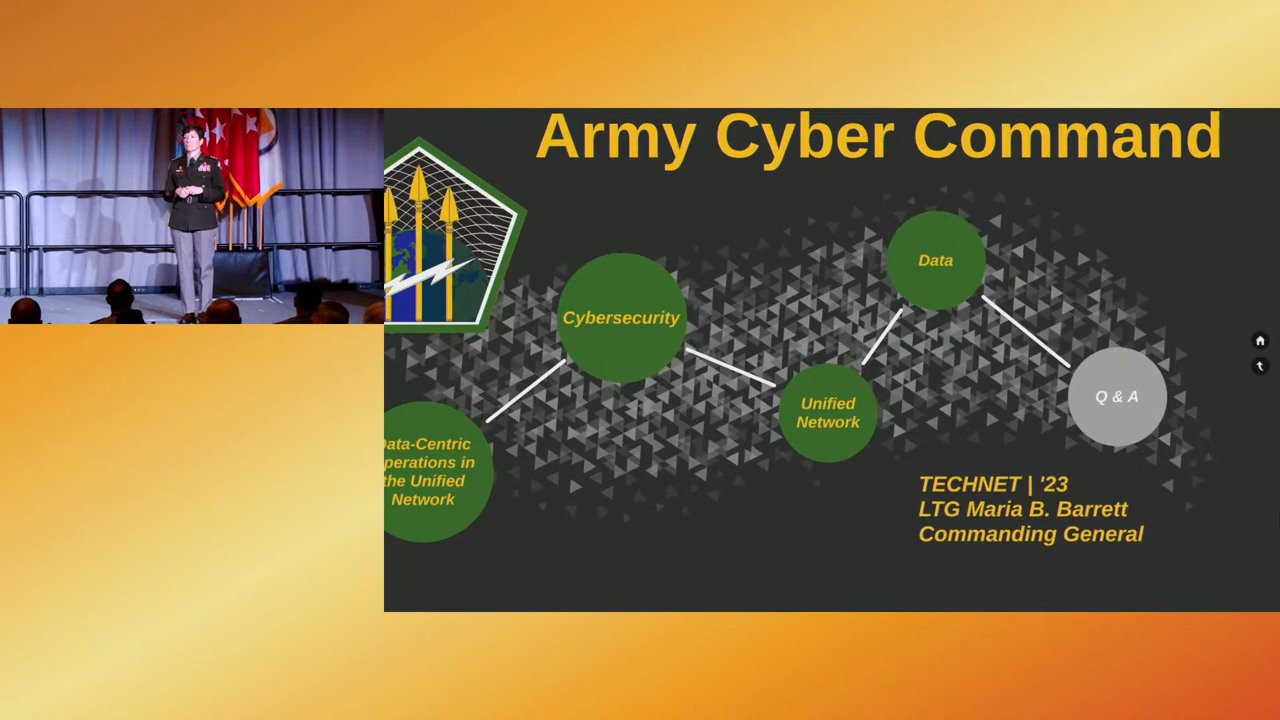 Army Cyber Command
Data
Cybersecurity
Q & A
Unified
Network
ata-Centric
perations in
the Unified
Network
TECHNET | '23
LTG Maria B. Barrett
Commanding General